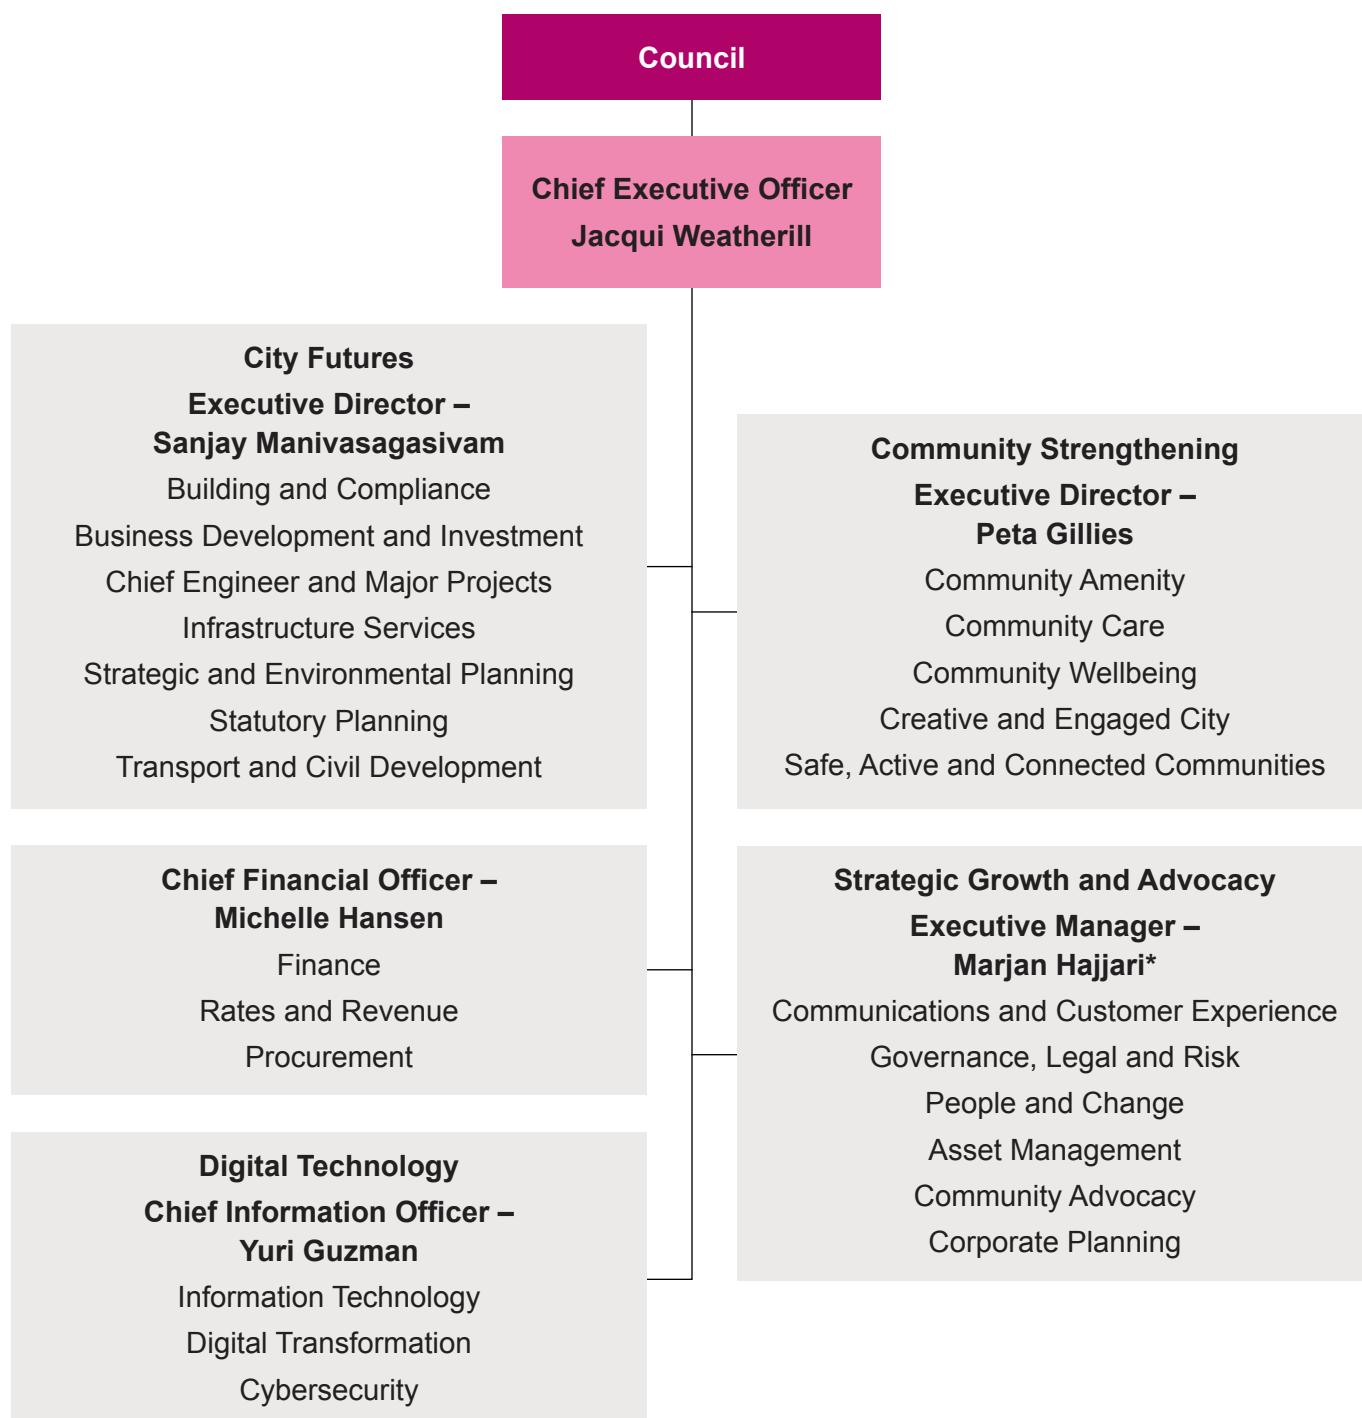 Council
Chief Executive Officer
Jacqui Weatherill
City Futures
Executive Director –
Sanjay Manivasagasivam
Building and Compliance
Business Development and Investment
Chief Engineer and Major Projects
Infrastructure Services
Strategic and Environmental Planning
Statutory Planning
Transport and Civil Development
Community Strengthening
Executive Director –
Peta Gillies
Community Amenity
Community Care
Community Wellbeing
Creative and Engaged City
Safe, Active and Connected Communities
Chief Financial Officer –
Michelle Hansen
Finance
Rates and Revenue
Procurement
Strategic Growth and Advocacy
Executive Manager –
Marjan Hajjari*
Communications and Customer Experience
Governance, Legal and Risk
People and Change
Asset Management
Community Advocacy
Corporate Planning
Digital Technology
Chief Information Officer –
Yuri Guzman
Information Technology
Digital Transformation
Cybersecurity